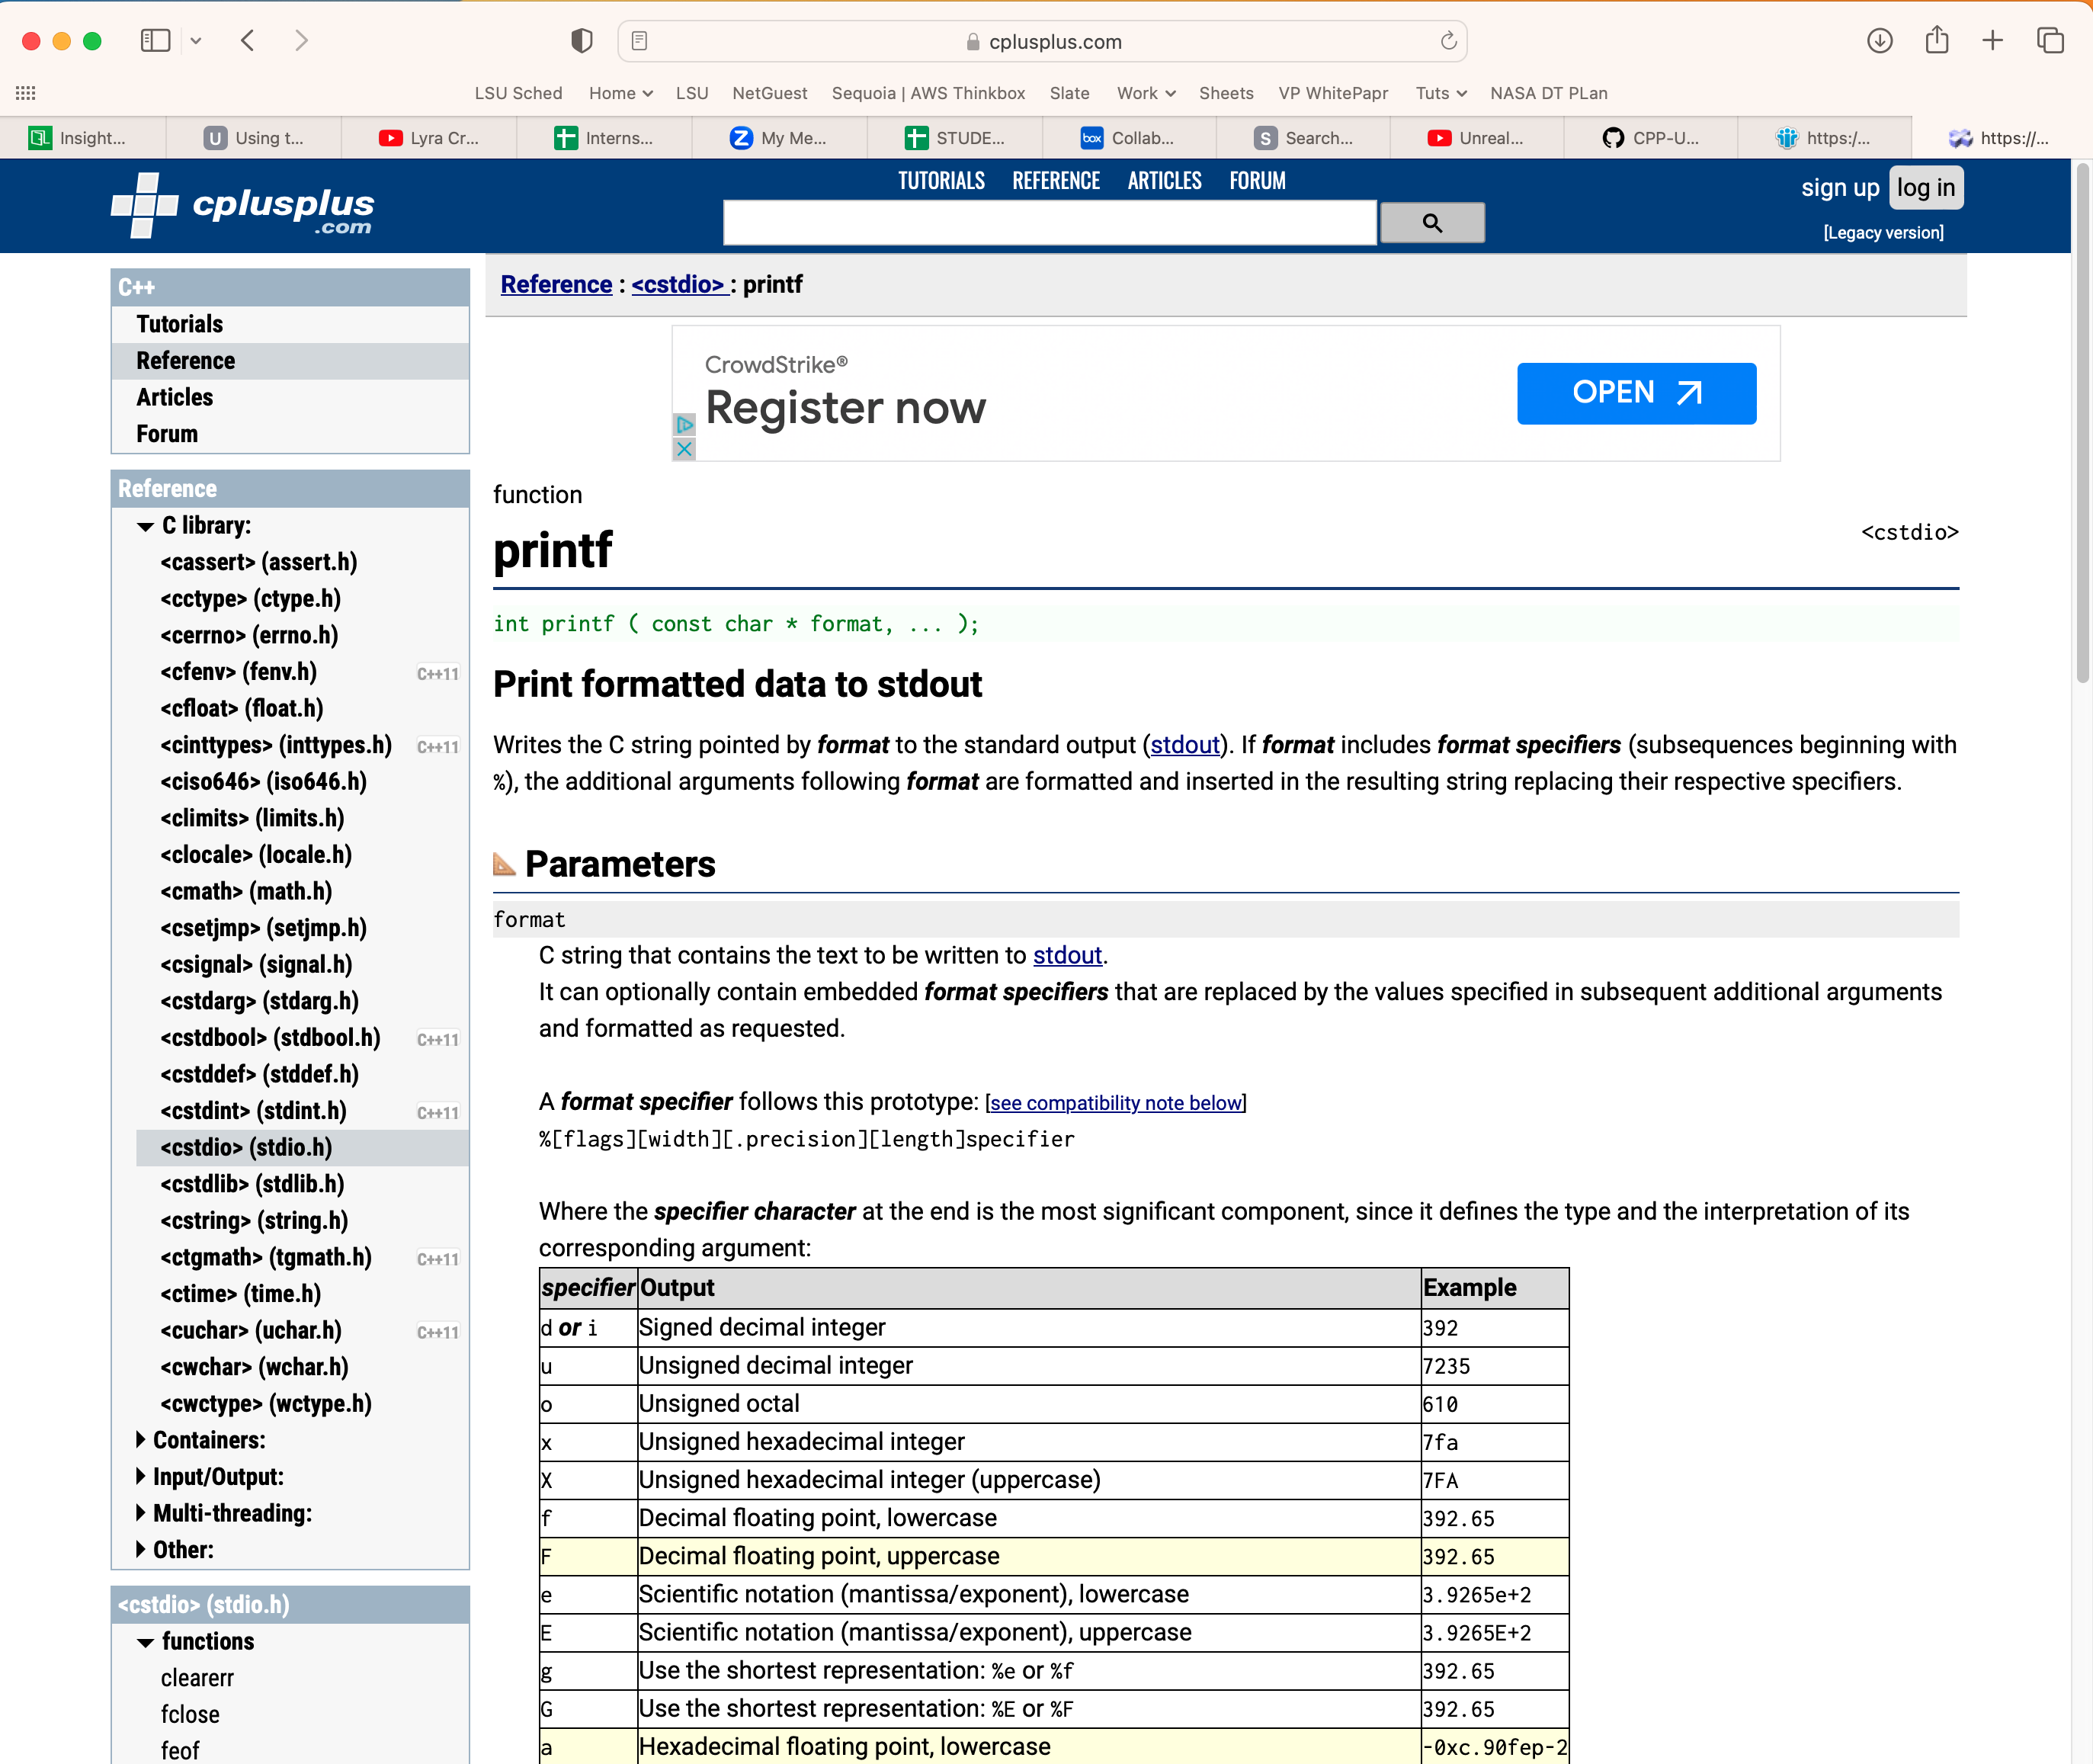 cplusplus.com
LSU Sched Home LSU NetGuest Sequoia | AWS Thinkbox Slate Work Sheets VP WhitePapr Tuts NASA DT PLan
Insight... U Using t... Lyra Cr... Interns... Z My Me... STUDE... box Collab... S Search... Unreal... CPP-U... https:/... https://...
cplusplus
.com
TUTORIALS REFERENCE ARTICLES FORUM
sign up log in
[Legacy version]
C++
Tutorials
Reference
Articles
Forum
Reference
C library:
<cassert> (assert.h)
<cctype> (ctype.h)
<cerrno> (errno.h)
<cfenv> (fenv.h) C++11
<cfloat> (float.h)
<cinttypes> (inttypes.h) C++11
<ciso646> (iso646.h)
<climits> (limits.h)
<clocale> (locale.h)
<cmath> (math.h)
<csetjmp> (setjmp.h)
<csignal> (signal.h)
<cstdarg> (stdarg.h)
<cstdbool> (stdbool.h) C++11
<cstddef> (stddef.h)
<cstdint> (stdint.h) C++11
<cstdio> (stdio.h)
<cstdlib> (stdlib.h)
<cstring> (string.h)
<ctgmath> (tgmath.h) C++11
<ctime> (time.h)
<cuchar> (uchar.h) C++11
<cwchar> (wchar.h)
<cwctype> (wctype.h)
Containers:
Input/Output:
Multi-threading:
Other:
<cstdio> (stdio.h)
functions
clearerr
fclose
feof
Reference : <cstdio> : printf
CrowdStrike®
Register now
OPEN
function
printf
<cstdio>
int printf ( const char * format, ... );
Print formatted data to stdout
Writes the C string pointed by format to the standard output (stdout). If format includes format specifiers (subsequences beginning with
%), the additional arguments following format are formatted and inserted in the resulting string replacing their respective specifiers.
Parameters
format
C string that contains the text to be written to stdout.
It can optionally contain embedded format specifiers that are replaced by the values specified in subsequent additional arguments
and formatted as requested.
A format specifier follows this prototype: [see compatibility note below]
%[flags][width][.precision][length]specifier
Where the specifier character at the end is the most significant component, since it defines the type and the interpretation of its
corresponding argument:
specifier Output Example
d or i Signed decimal integer 392
u Unsigned decimal integer 7235
o Unsigned octal 610
x Unsigned hexadecimal integer 7fa
X Unsigned hexadecimal integer (uppercase) 7FA
f Decimal floating point, lowercase 392.65
F Decimal floating point, uppercase 392.65
e Scientific notation (mantissa/exponent), lowercase 3.9265e+2
E Scientific notation (mantissa/exponent), uppercase 3.9265E+2
g Use the shortest representation: %e or %f 392.65
G Use the shortest representation: %E or %F 392.65
a Hexadecimal floating point, lowercase -0xc.90fep-2